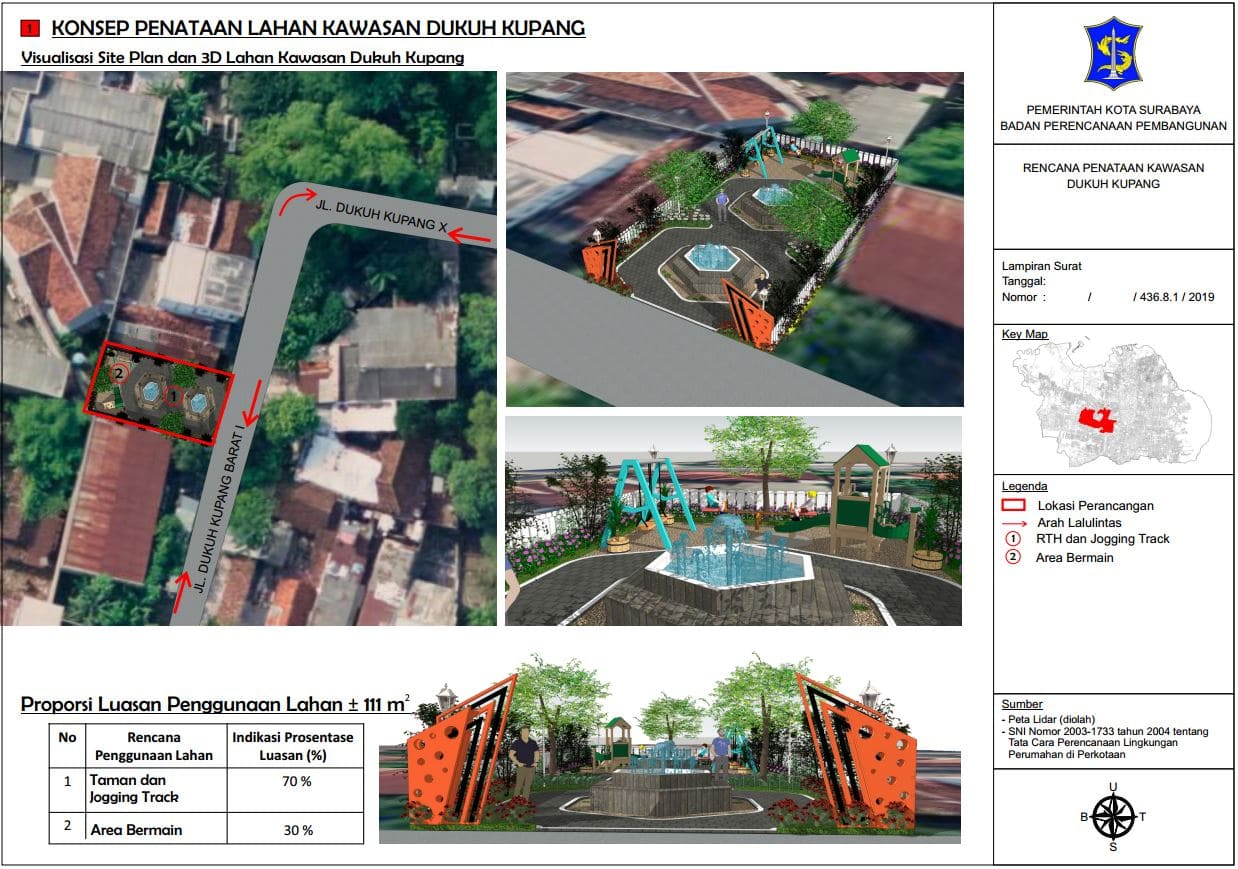 1 KONSEP PENATAAN LAHAN KAWASAN DUKUH KUPANG
Visualisasi Site Plan dan 3D Lahan Kawasan Dukuh Kupang
JL. DUKUH KUPANG X
2
1
JL. DUKUH KUPANG BARAT I
Proporsi Luasan Penggunaan Lahan ± 111 m²
No
Rencana
Penggunaan Lahan
Indikasi Prosentase
Luasan (%)
1
Taman dan
Jogging Track
70 %
2
Area Bermain
30 %
PEMERINTAH KOTA SURABAYA
BADAN PERENCANAAN PEMBANGUNAN
RENCANA PENATAAN KAWASAN
DUKUH KUPANG
Lampiran Surat
Tanggal:
Nomor : / / 436.8.1 / 2019
Key Map
Legenda
Lokasi Perancangan
Arah Lalulintas
1 RTH dan Jogging Track
2 Area Bermain
Sumber
- Peta Lidar (diolah)
- SNI Nomor 2003-1733 tahun 2004 tentang
Tata Cara Perencanaan Lingkungan
Perumahan di Perkotaan
U
B T
S